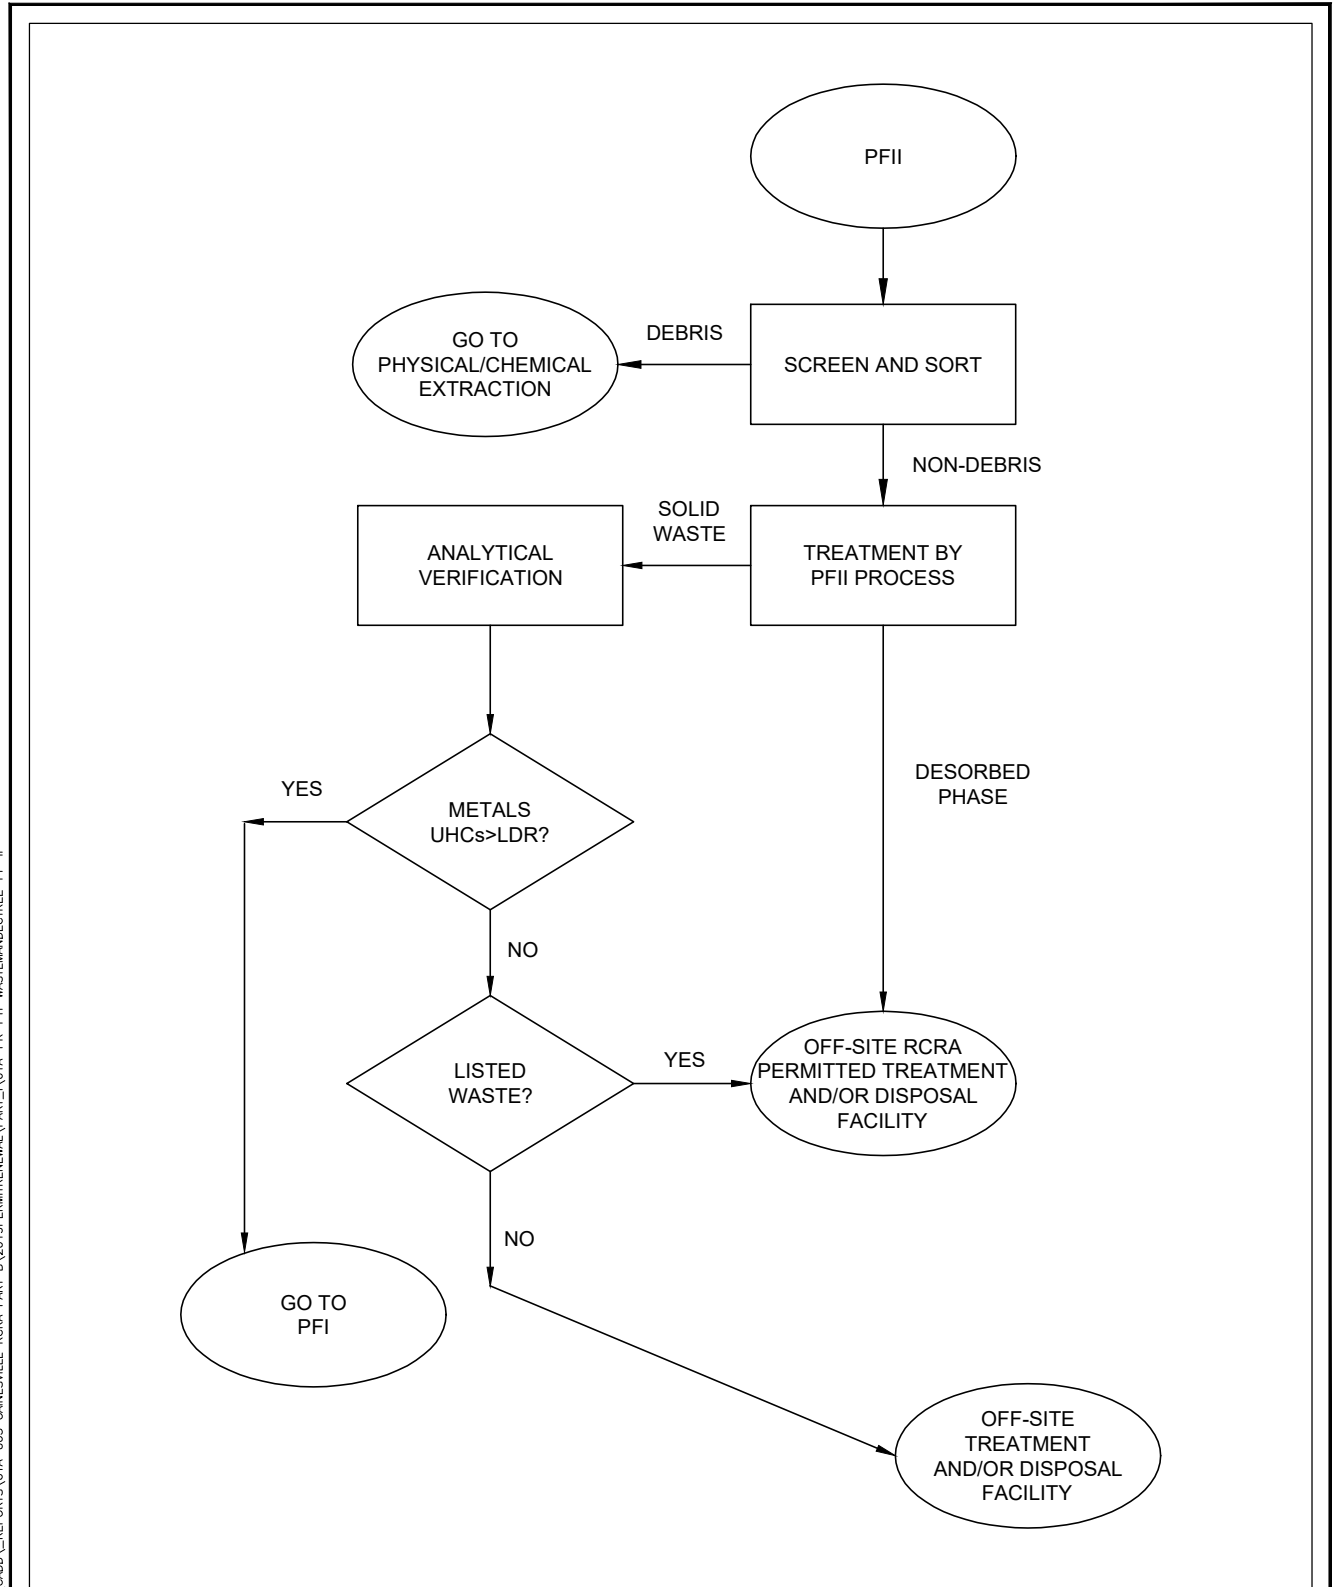 PFII
DEBRIS
GO TO
PHYSICAL/CHEMICAL
EXTRACTION
SCREEN AND SORT
NON-DEBRIS
SOLID
WASTE
ANALYTICAL
VERIFICATION
TREATMENT BY
PFII PROCESS
DESORBED
PHASE
YES
METALS
UHCs>LDR?
NO
LISTED
WASTE?
YES
OFF-SITE RCRA
PERMITTED TREATMENT
AND/OR DISPOSAL
FACILITY
NO
GO TO
PFI
OFF-SITE
TREATMENT
AND/OR DISPOSAL
FACILITY